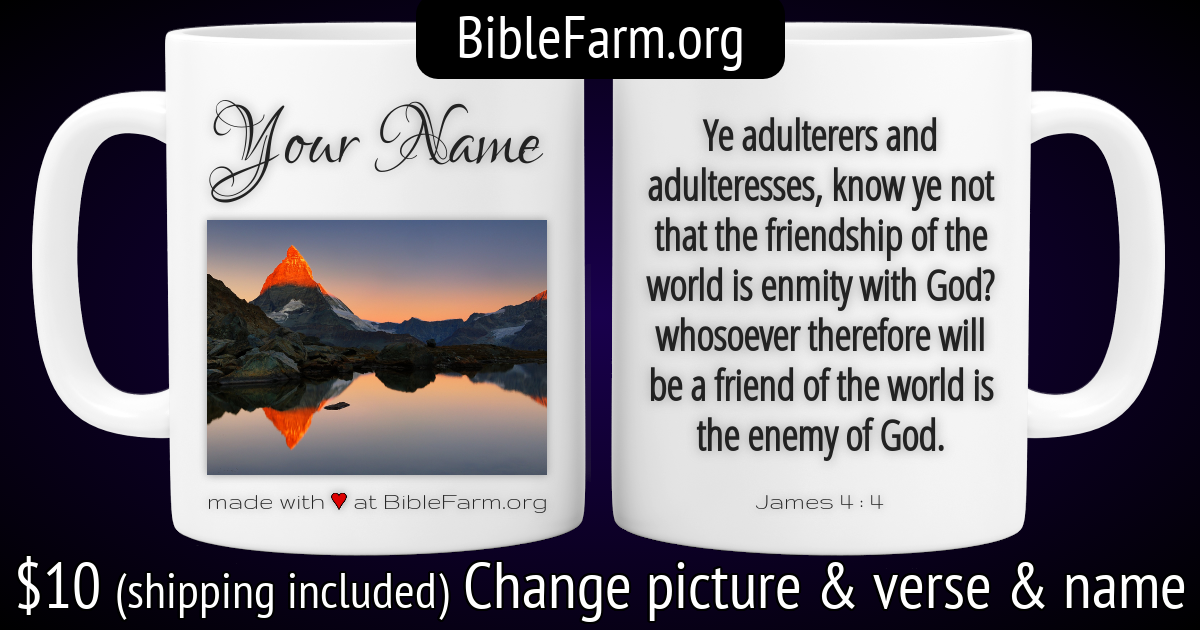 BibleFarm.org
Your Name
made with ♥ at BibleFarm.org
Ye adulterers and
adulteresses, know ye not
that the friendship of the
world is enmity with God?
whosoever therefore will
be a friend of the world is
the enemy of God.
James 4 : 4
$10 (shipping included) Change picture & verse & name